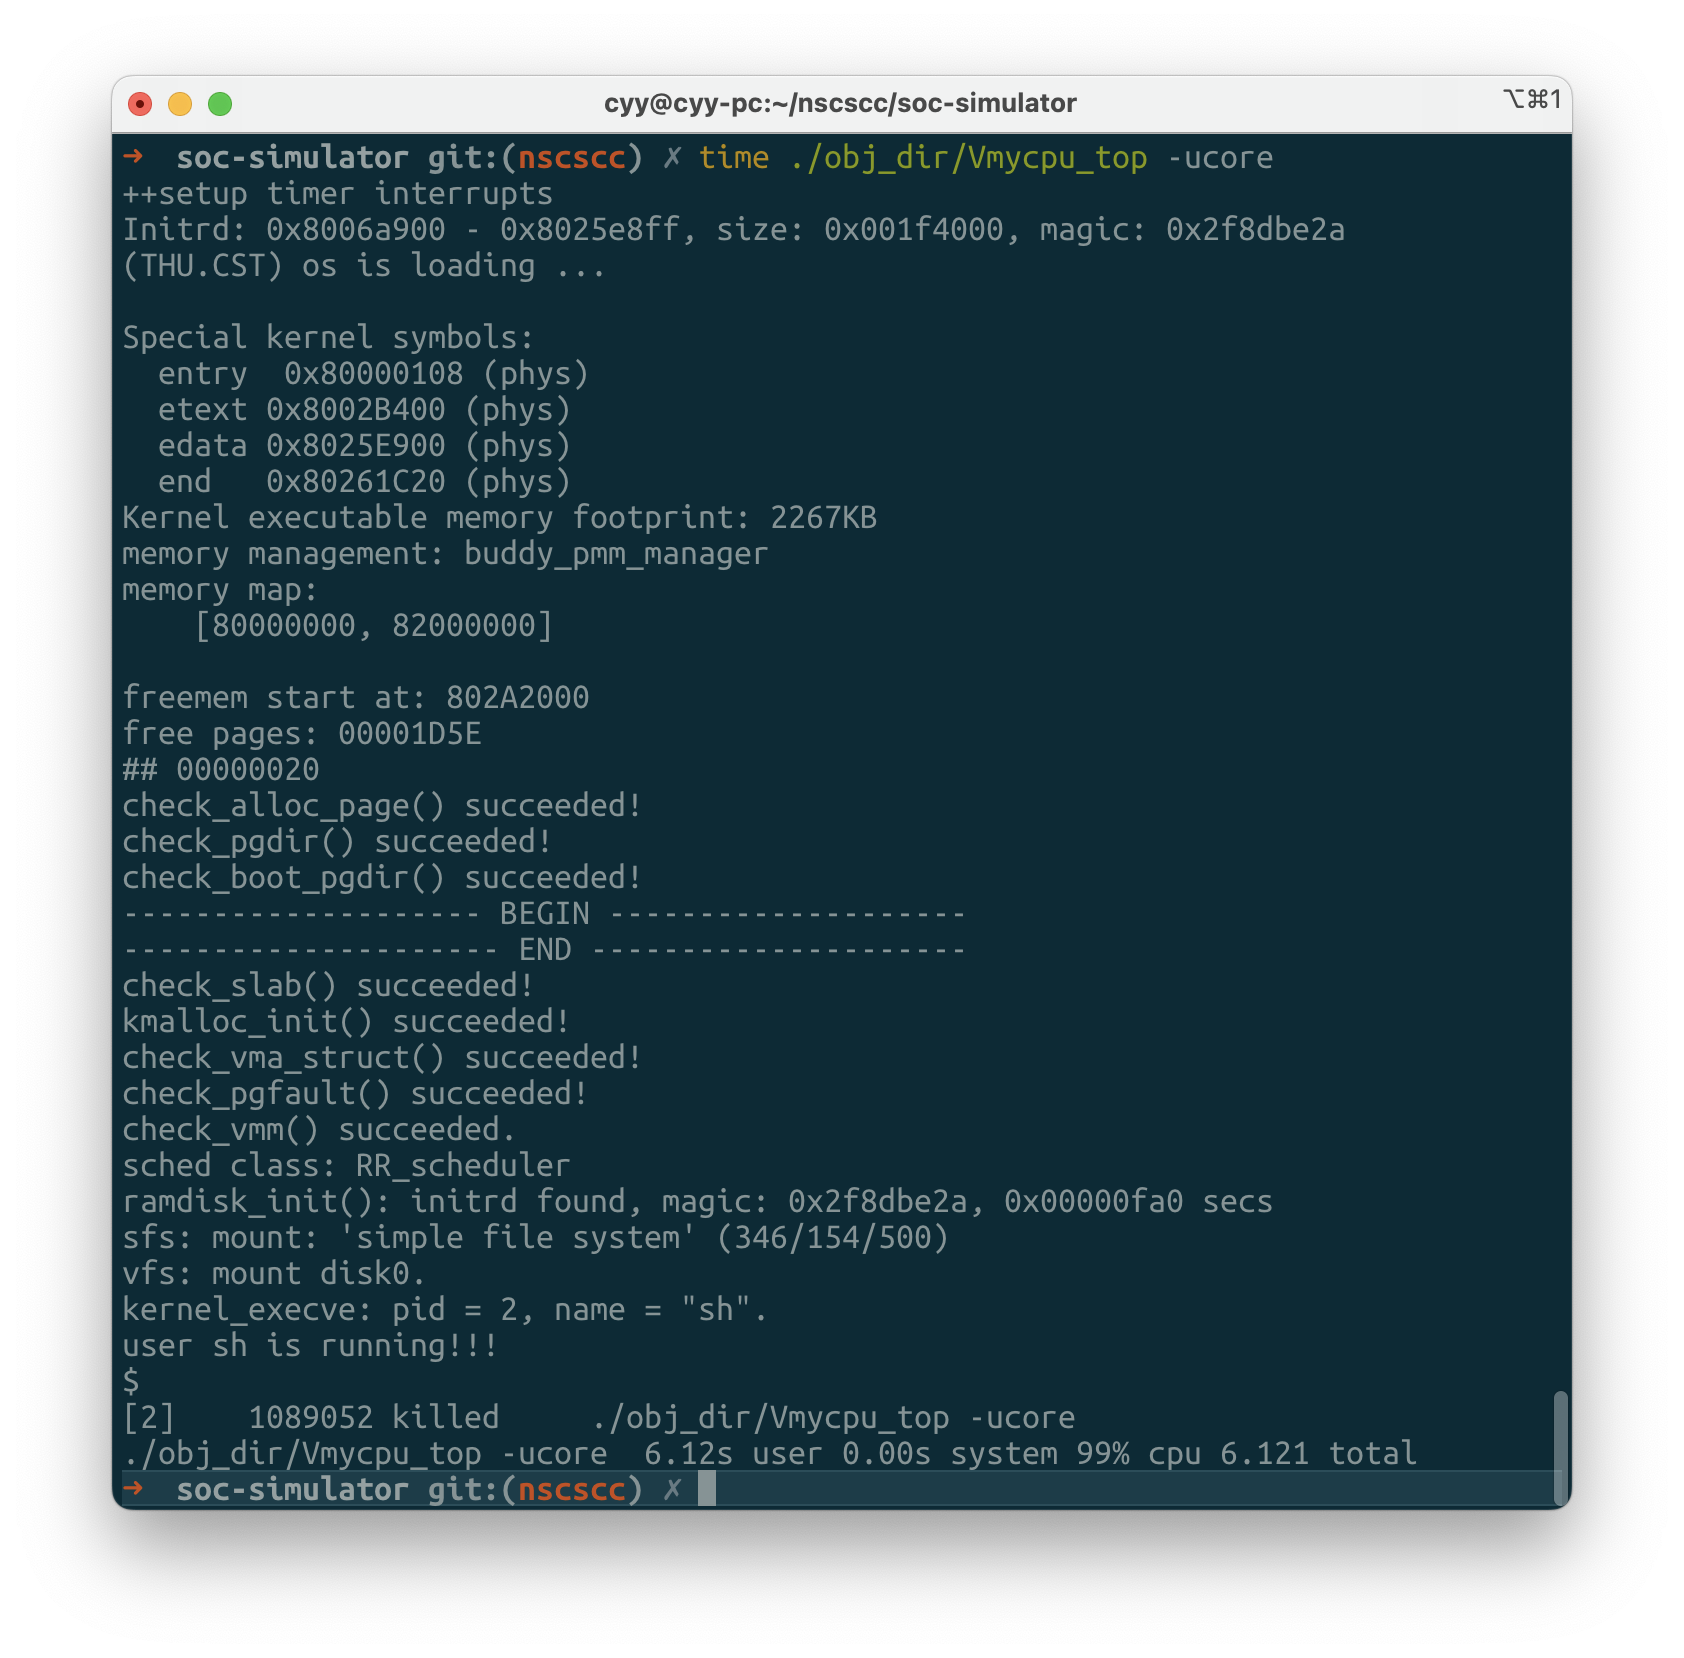 cyy@cyy-pc:~/nscscc/soc-simulator ⌥⌘1
➜  soc-simulator git:(nscscc) ✗ time ./obj_dir/Vmycpu_top -ucore
++setup timer interrupts
Initrd: 0x8006a900 - 0x8025e8ff, size: 0x001f4000, magic: 0x2f8dbe2a
(THU.CST) os is loading ...

Special kernel symbols:
  entry  0x80000108 (phys)
  etext 0x8002B400 (phys)
  edata 0x8025E900 (phys)
  end   0x80261C20 (phys)
Kernel executable memory footprint: 2267KB
memory management: buddy_pmm_manager
memory map:
    [80000000, 82000000]

freemem start at: 802A2000
free pages: 00001D5E
## 00000020
check_alloc_page() succeeded!
check_pgdir() succeeded!
check_boot_pgdir() succeeded!
-------------------- BEGIN --------------------
--------------------- END ---------------------
check_slab() succeeded!
kmalloc_init() succeeded!
check_vma_struct() succeeded!
check_pgfault() succeeded!
check_vmm() succeeded.
sched class: RR_scheduler
ramdisk_init(): initrd found, magic: 0x2f8dbe2a, 0x00000fa0 secs
sfs: mount: 'simple file system' (346/154/500)
vfs: mount disk0.
kernel_execve: pid = 2, name = "sh".
user sh is running!!!
$
[2]    1089052 killed     ./obj_dir/Vmycpu_top -ucore
./obj_dir/Vmycpu_top -ucore  6.12s user 0.00s system 99% cpu 6.121 total
➜  soc-simulator git:(nscscc) ✗